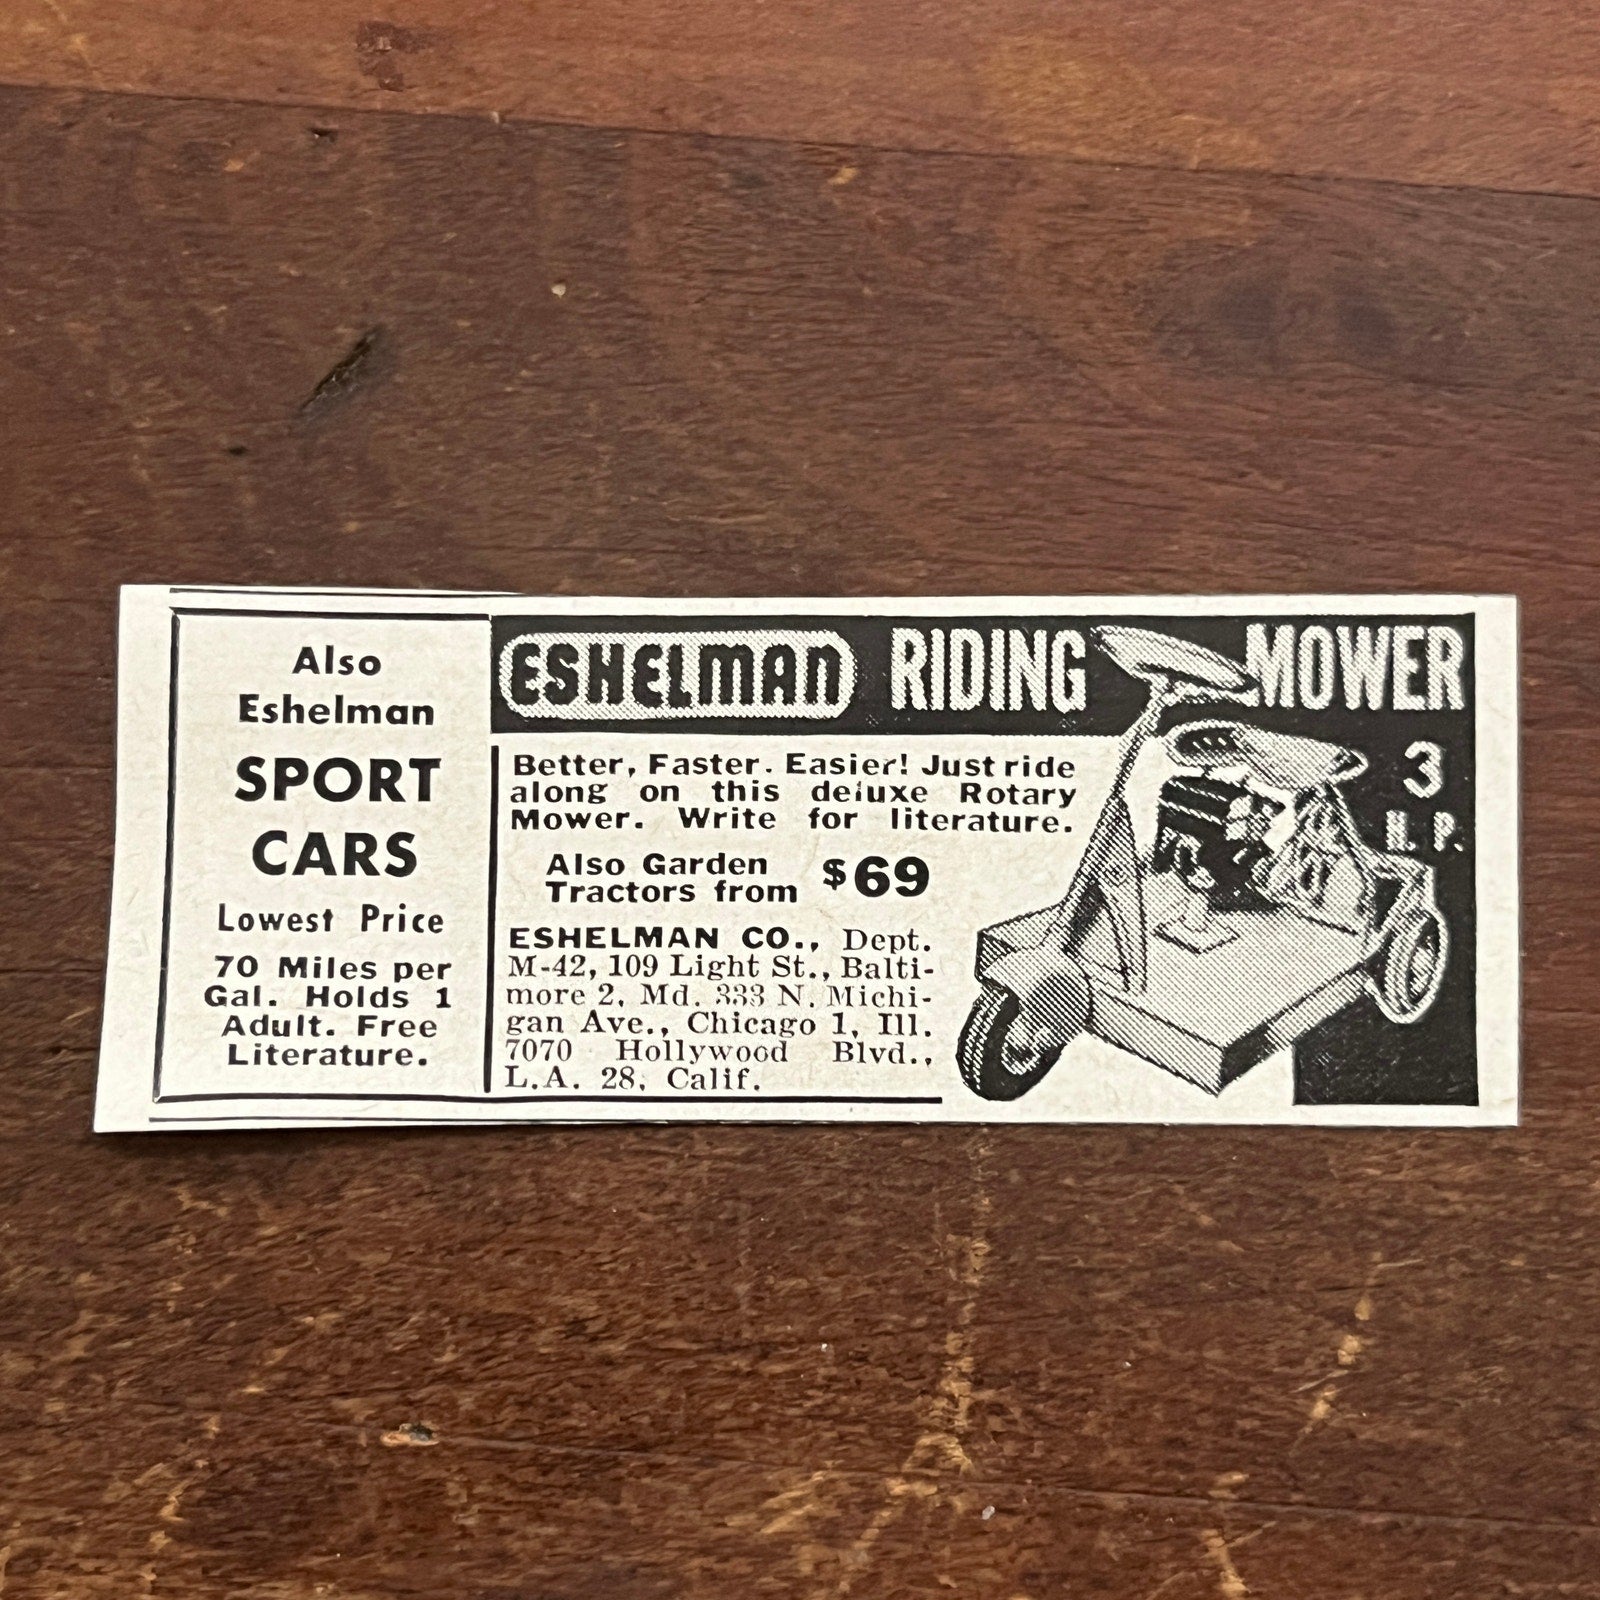 Also
Eshelman
SPORT
CARS
Lowest Price
70 Miles per
Gal. Holds 1
Adult. Free
Literature.
ESHELMAN RIDING MOWER
Better, Faster. Easier! Just ride
along on this deluxe Rotary
Mower. Write for literature.
Also Garden
Tractors from $69
ESHELMAN CO., Dept.
M-42, 109 Light St., Balti-
more 2, Md. 333 N. Michi-
gan Ave., Chicago 1, Ill.
7070 Hollywood Blvd.,
L.A. 28, Calif.
3
H.P.